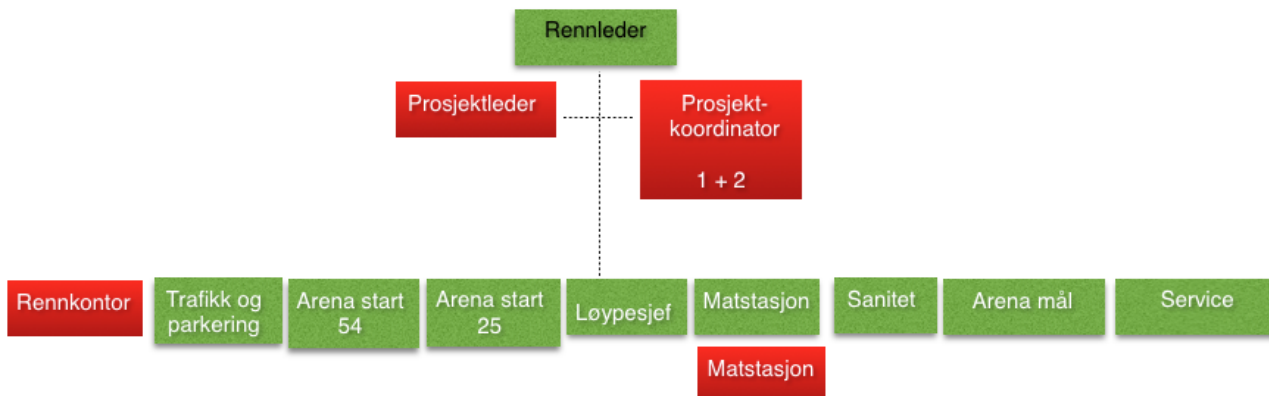 Rennleder
Prosjektleder
Prosjekt-
koordinator
1 + 2
Rennkontor
Trafikk og
parkering
Arena start
54
Arena start
25
Løypesjef
Matstasjon
Sanitet
Arena mål
Service
Matstasjon